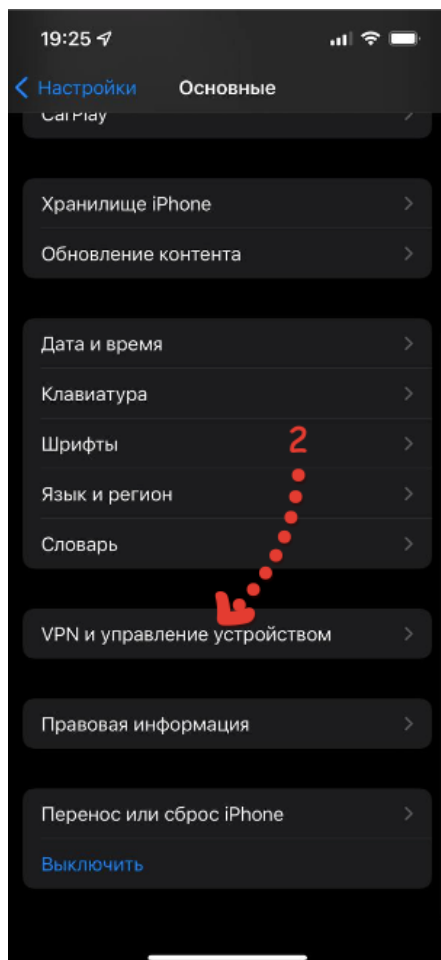 19:25
Настройки
Основные
CarPlay
Хранилище iPhone
Обновление контента
Дата и время
Клавиатура
Шрифты
2
Язык и регион
Словарь
VPN и управление устройством
Правовая информация
Перенос или сброс iPhone
Выключить